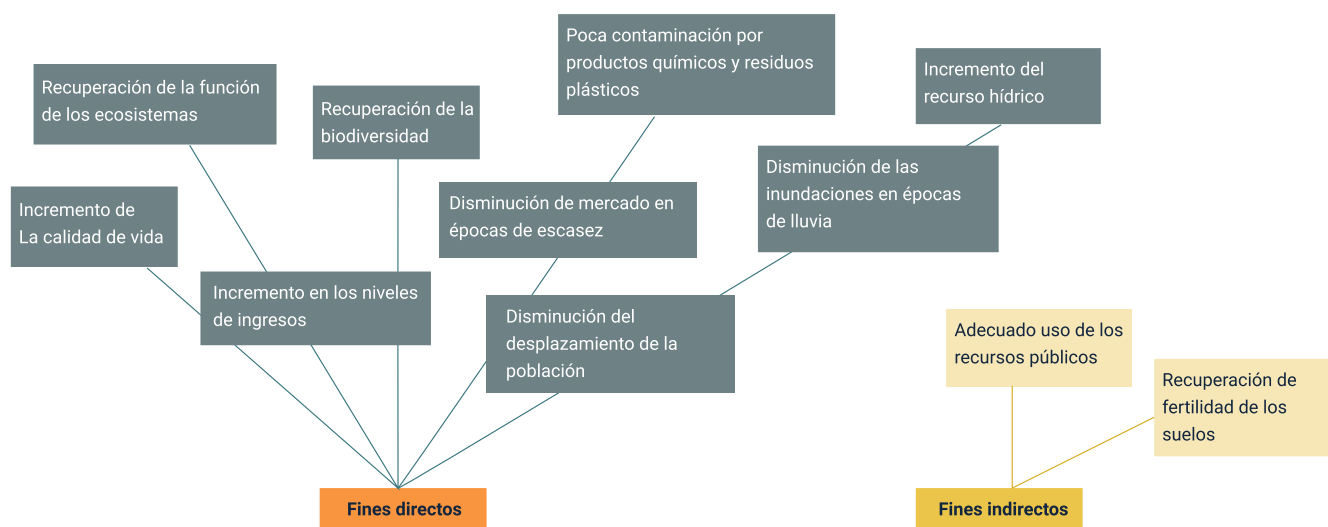 Poca contaminación por
productos químicos y residuos
plásticos
Recuperación de la función
de los ecosistemas
Incremento del
recurso hídrico
Recuperación de la
biodiversidad
Disminución de las
inundaciones en épocas
de lluvia
Incremento de
La calidad de vida
Disminución de mercado en
épocas de escasez
Incremento en los niveles
de ingresos
Disminución del
desplazamiento de la
población
Adecuado uso de los
recursos públicos
Recuperación de
fertilidad de los
suelos
Fines directos
Fines indirectos